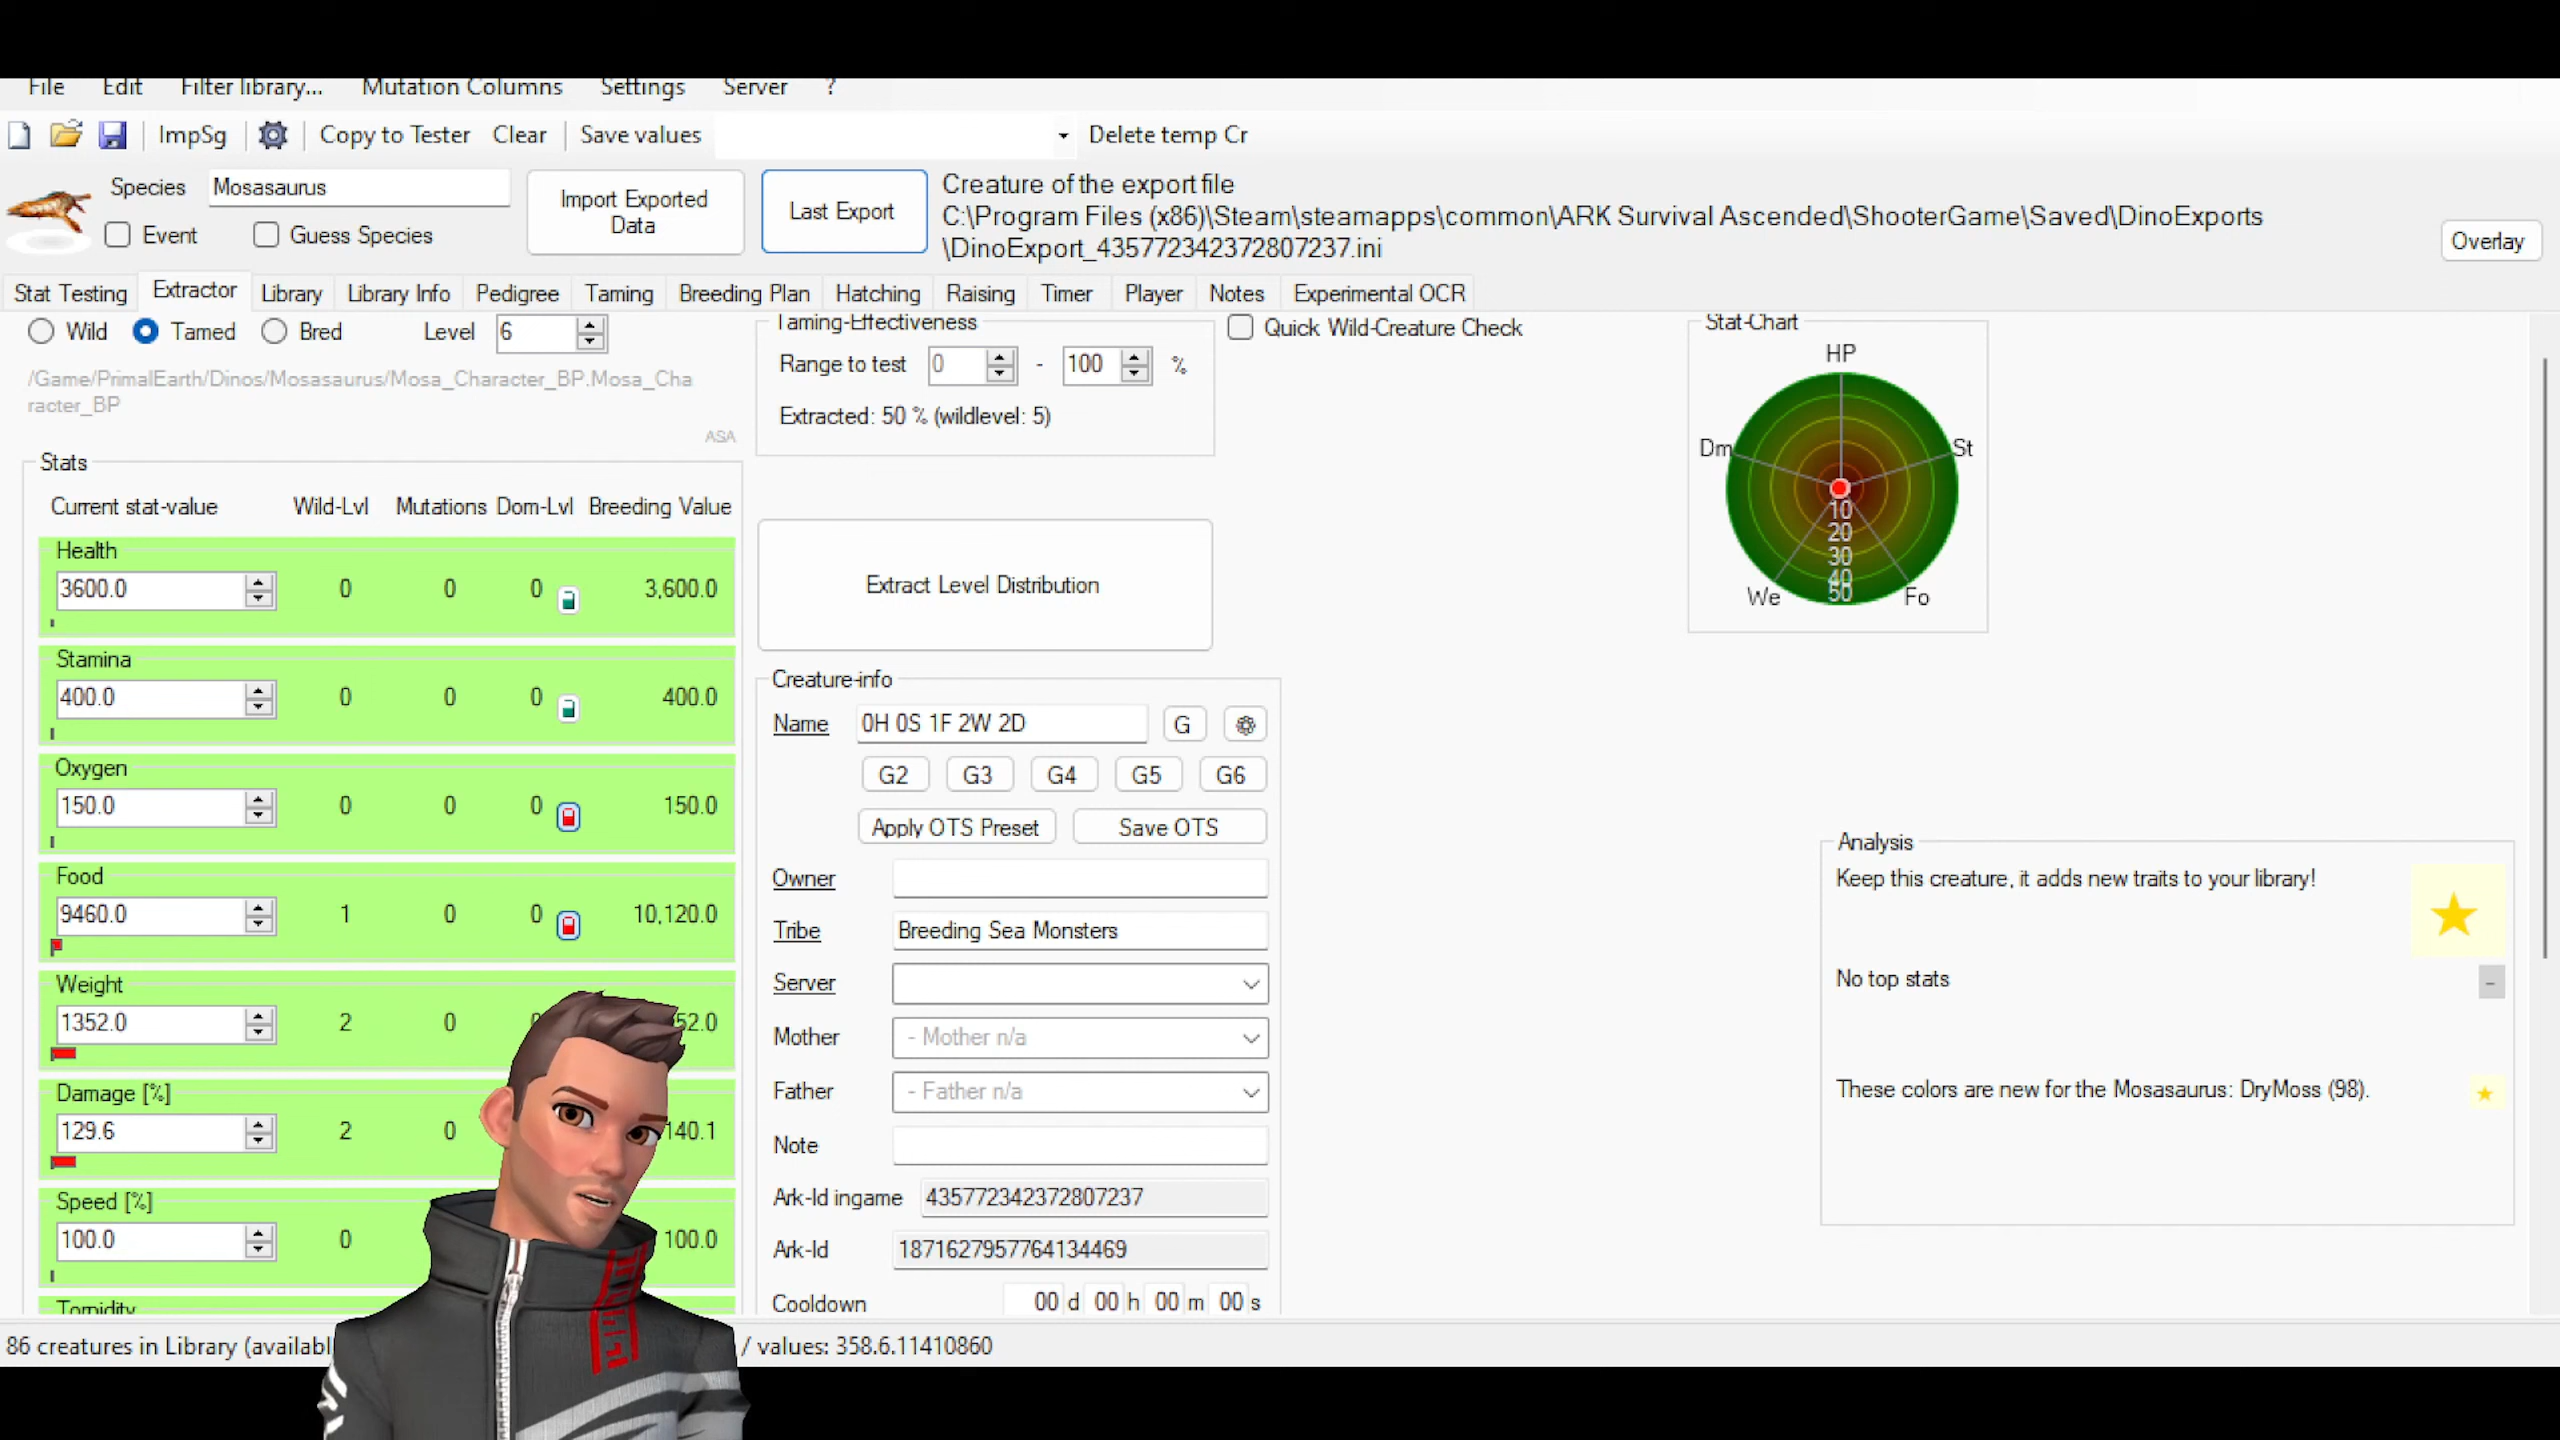 File Edit Filter library... Mutation Columns Settings Server ?
ImpSg Copy to Tester Clear Save values Delete temp Cr
Species Mosasaurus
Event Guess Species
Import Exported
Data
Last Export
Creature of the export file
C:\Program Files (x86)\Steam\steamapps\common\ARK Survival Ascended\ShooterGame\Saved\DinoExports
\DinoExport_435772342372807237.ini
Overlay
Stat Testing Extractor Library Library Info Pedigree Taming Breeding Plan Hatching Raising Timer Player Notes Experimental OCR
Wild Tamed Bred Level 6
/Game/PrimalEarth/Dinos/Mosasaurus/Mosa_Character_BP.Mosa_Cha
racter_BP
ASA
Stats
Current stat-value Wild-Lvl Mutations Dom-Lvl Breeding Value
Health
3600.0 0 0 0 3,600.0
Stamina
400.0 0 0 0 400.0
Oxygen
150.0 0 0 0 150.0
Food
9460.0 1 0 0 10,120.0
Weight
1352.0 2 0 52.0
Damage [%]
129.6 2 0 140.1
Speed [%]
100.0 0 100.0
Torpidity
Taming-Effectiveness
Range to test 0 - 100 %
Extracted: 50 % (wildlevel: 5)
Quick Wild-Creature Check
Extract Level Distribution
Creature-info
Name 0H 0S 1F 2W 2D G
G2 G3 G4 G5 G6
Apply OTS Preset Save OTS
Owner
Tribe Breeding Sea Monsters
Server
Mother - Mother n/a
Father - Father n/a
Note
Ark-Id ingame 435772342372807237
Ark-Id 1871627957764134469
Cooldown 00 d 00 h 00 m 00 s
Stat-Chart
HP
Dm St
10
20
30
40
50
We Fo
Analysis
Keep this creature, it adds new traits to your library!
No top stats -
These colors are new for the Mosasaurus: DryMoss (98).
86 creatures in Library / values: 358.6.11410860